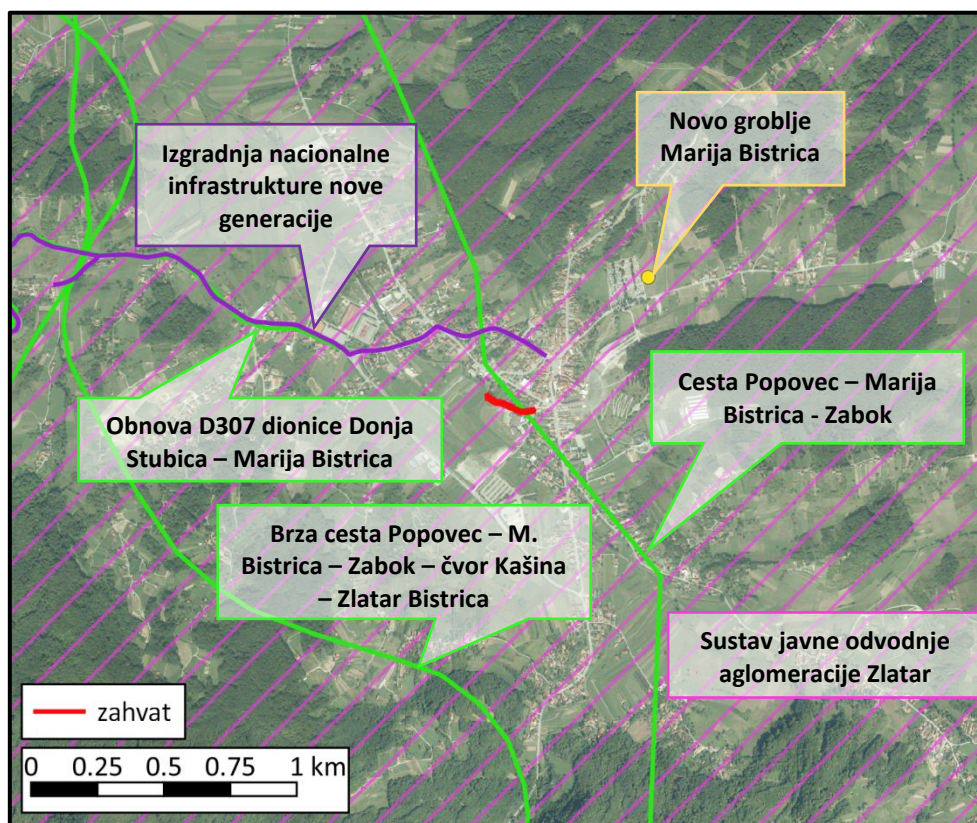 Novo groblje
Marija Bistrica
Izgradnja nacionalne
infrastrukture nove
generacije
Cesta Popovec – Marija
Bistrica - Zabok
Obnova D307 dionice Donja
Stubica – Marija Bistrica
Brza cesta Popovec – M.
Bistrica – Zabok – čvor Kašina
– Zlatar Bistrica
Sustav javne odvodnje
aglomeracije Zlatar
zahvat
0 0.25 0.5 0.75 1 km